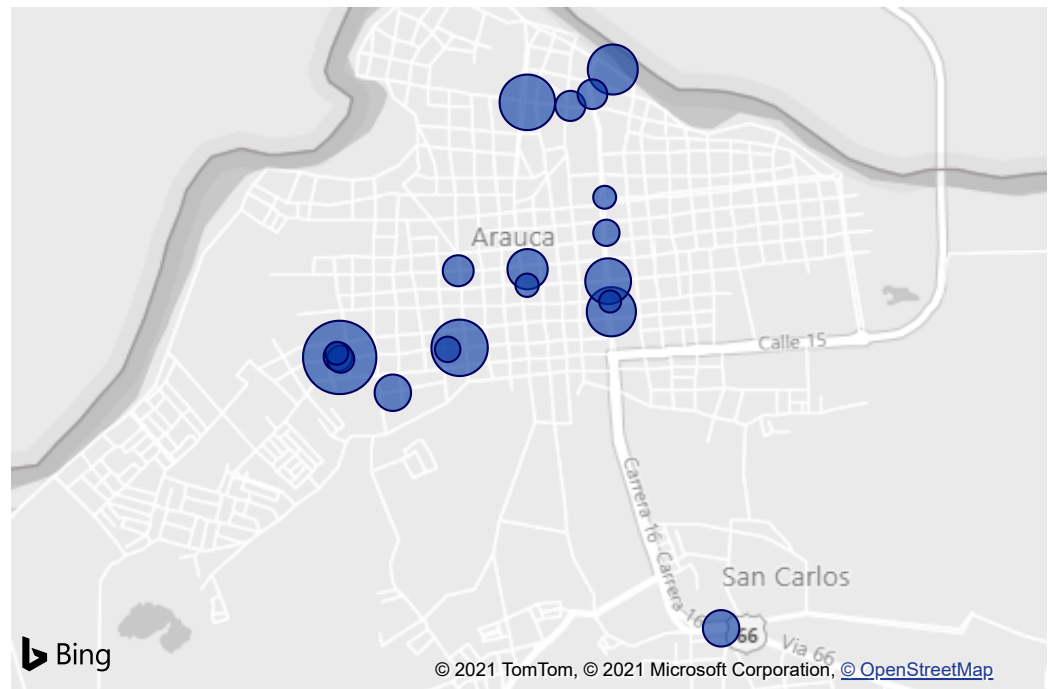 Arauca
Calle 15
Carrera 16
Carrera 16
San Carlos
66
Via 66
Bing
© 2021 TomTom, © 2021 Microsoft Corporation, © OpenStreetMap